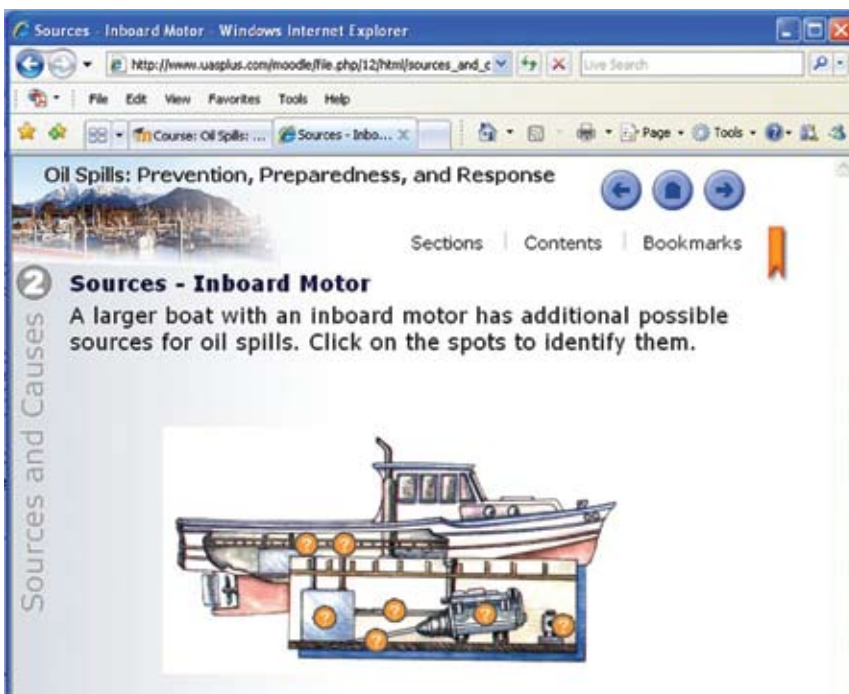 Sources - Inboard Motor - Windows Internet Explorer
http://www.uasplus.com/moodle/file.php/12/html/sources_and_c
Live Search
File Edit View Favorites Tools Help
Course: Oil Spills: ... Sources - Inbo... Page Tools
Oil Spills: Prevention, Preparedness, and Response
Sections Contents Bookmarks
2 Sources - Inboard Motor
A larger boat with an inboard motor has additional possible
sources for oil spills. Click on the spots to identify them.
Sources and Causes
? ?
? ? ? ?
?